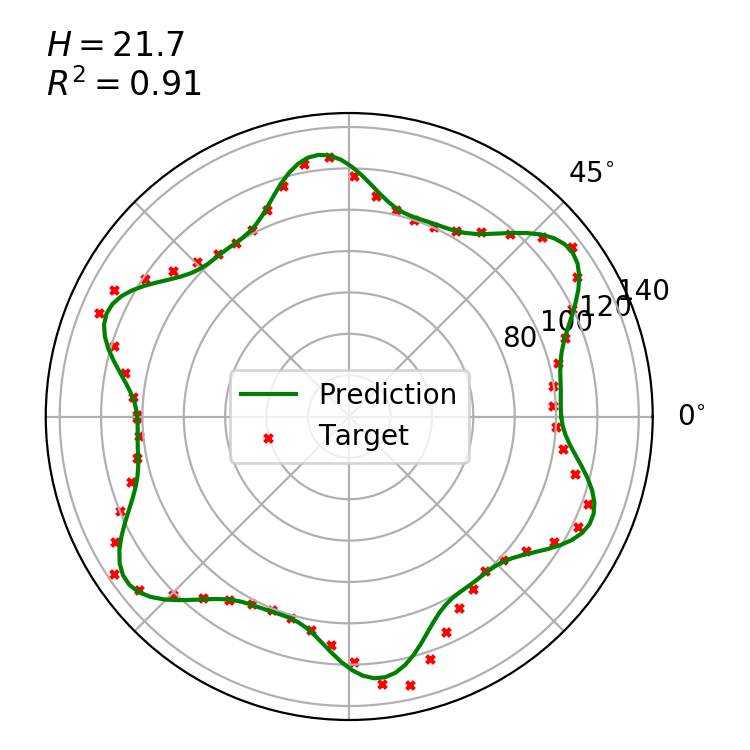 H = 21.7
R² = 0.91
45°
140
120
100
80
0°
Prediction
Target